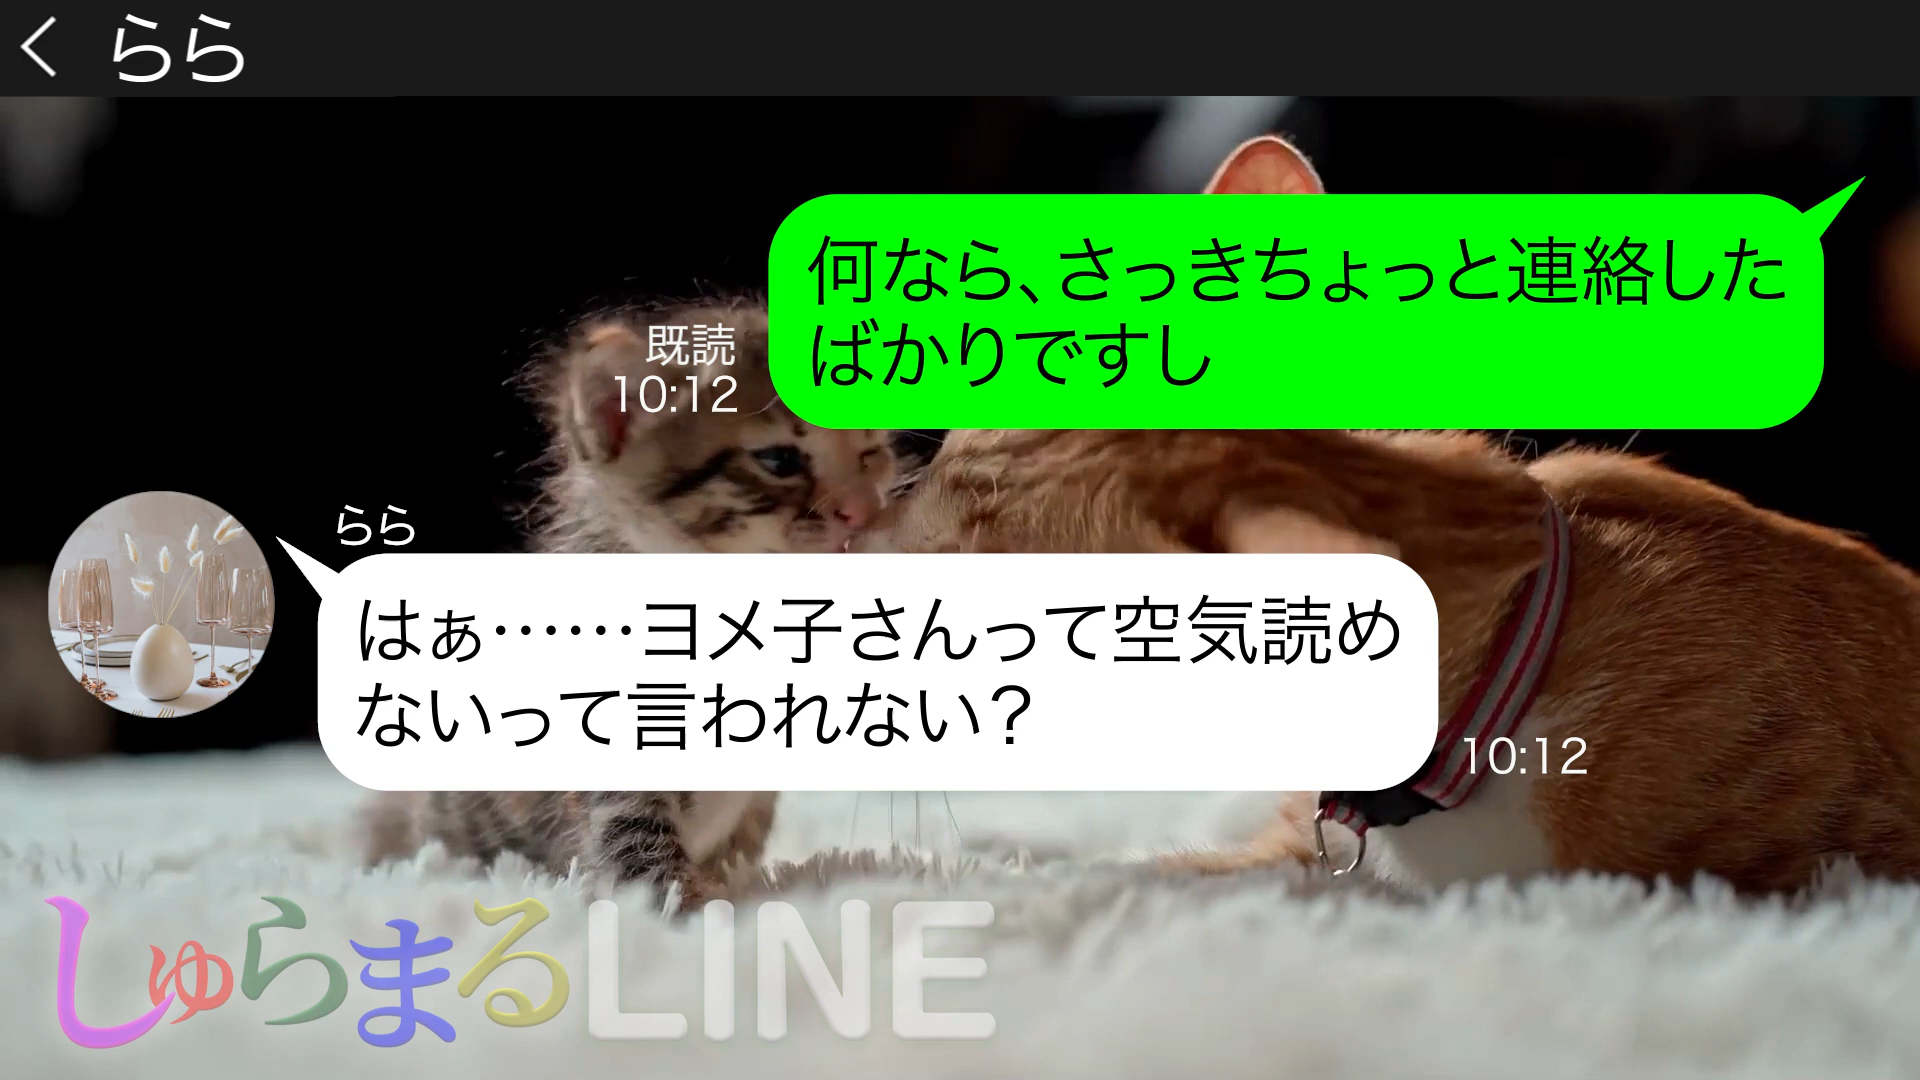 らら
何なら、さっきちょっと連絡した
ばかりですし
既読
10:12
らら
はぁ……ヨメ子さんって空気読め
ないって言われない？
10:12
しゅらまるLINE